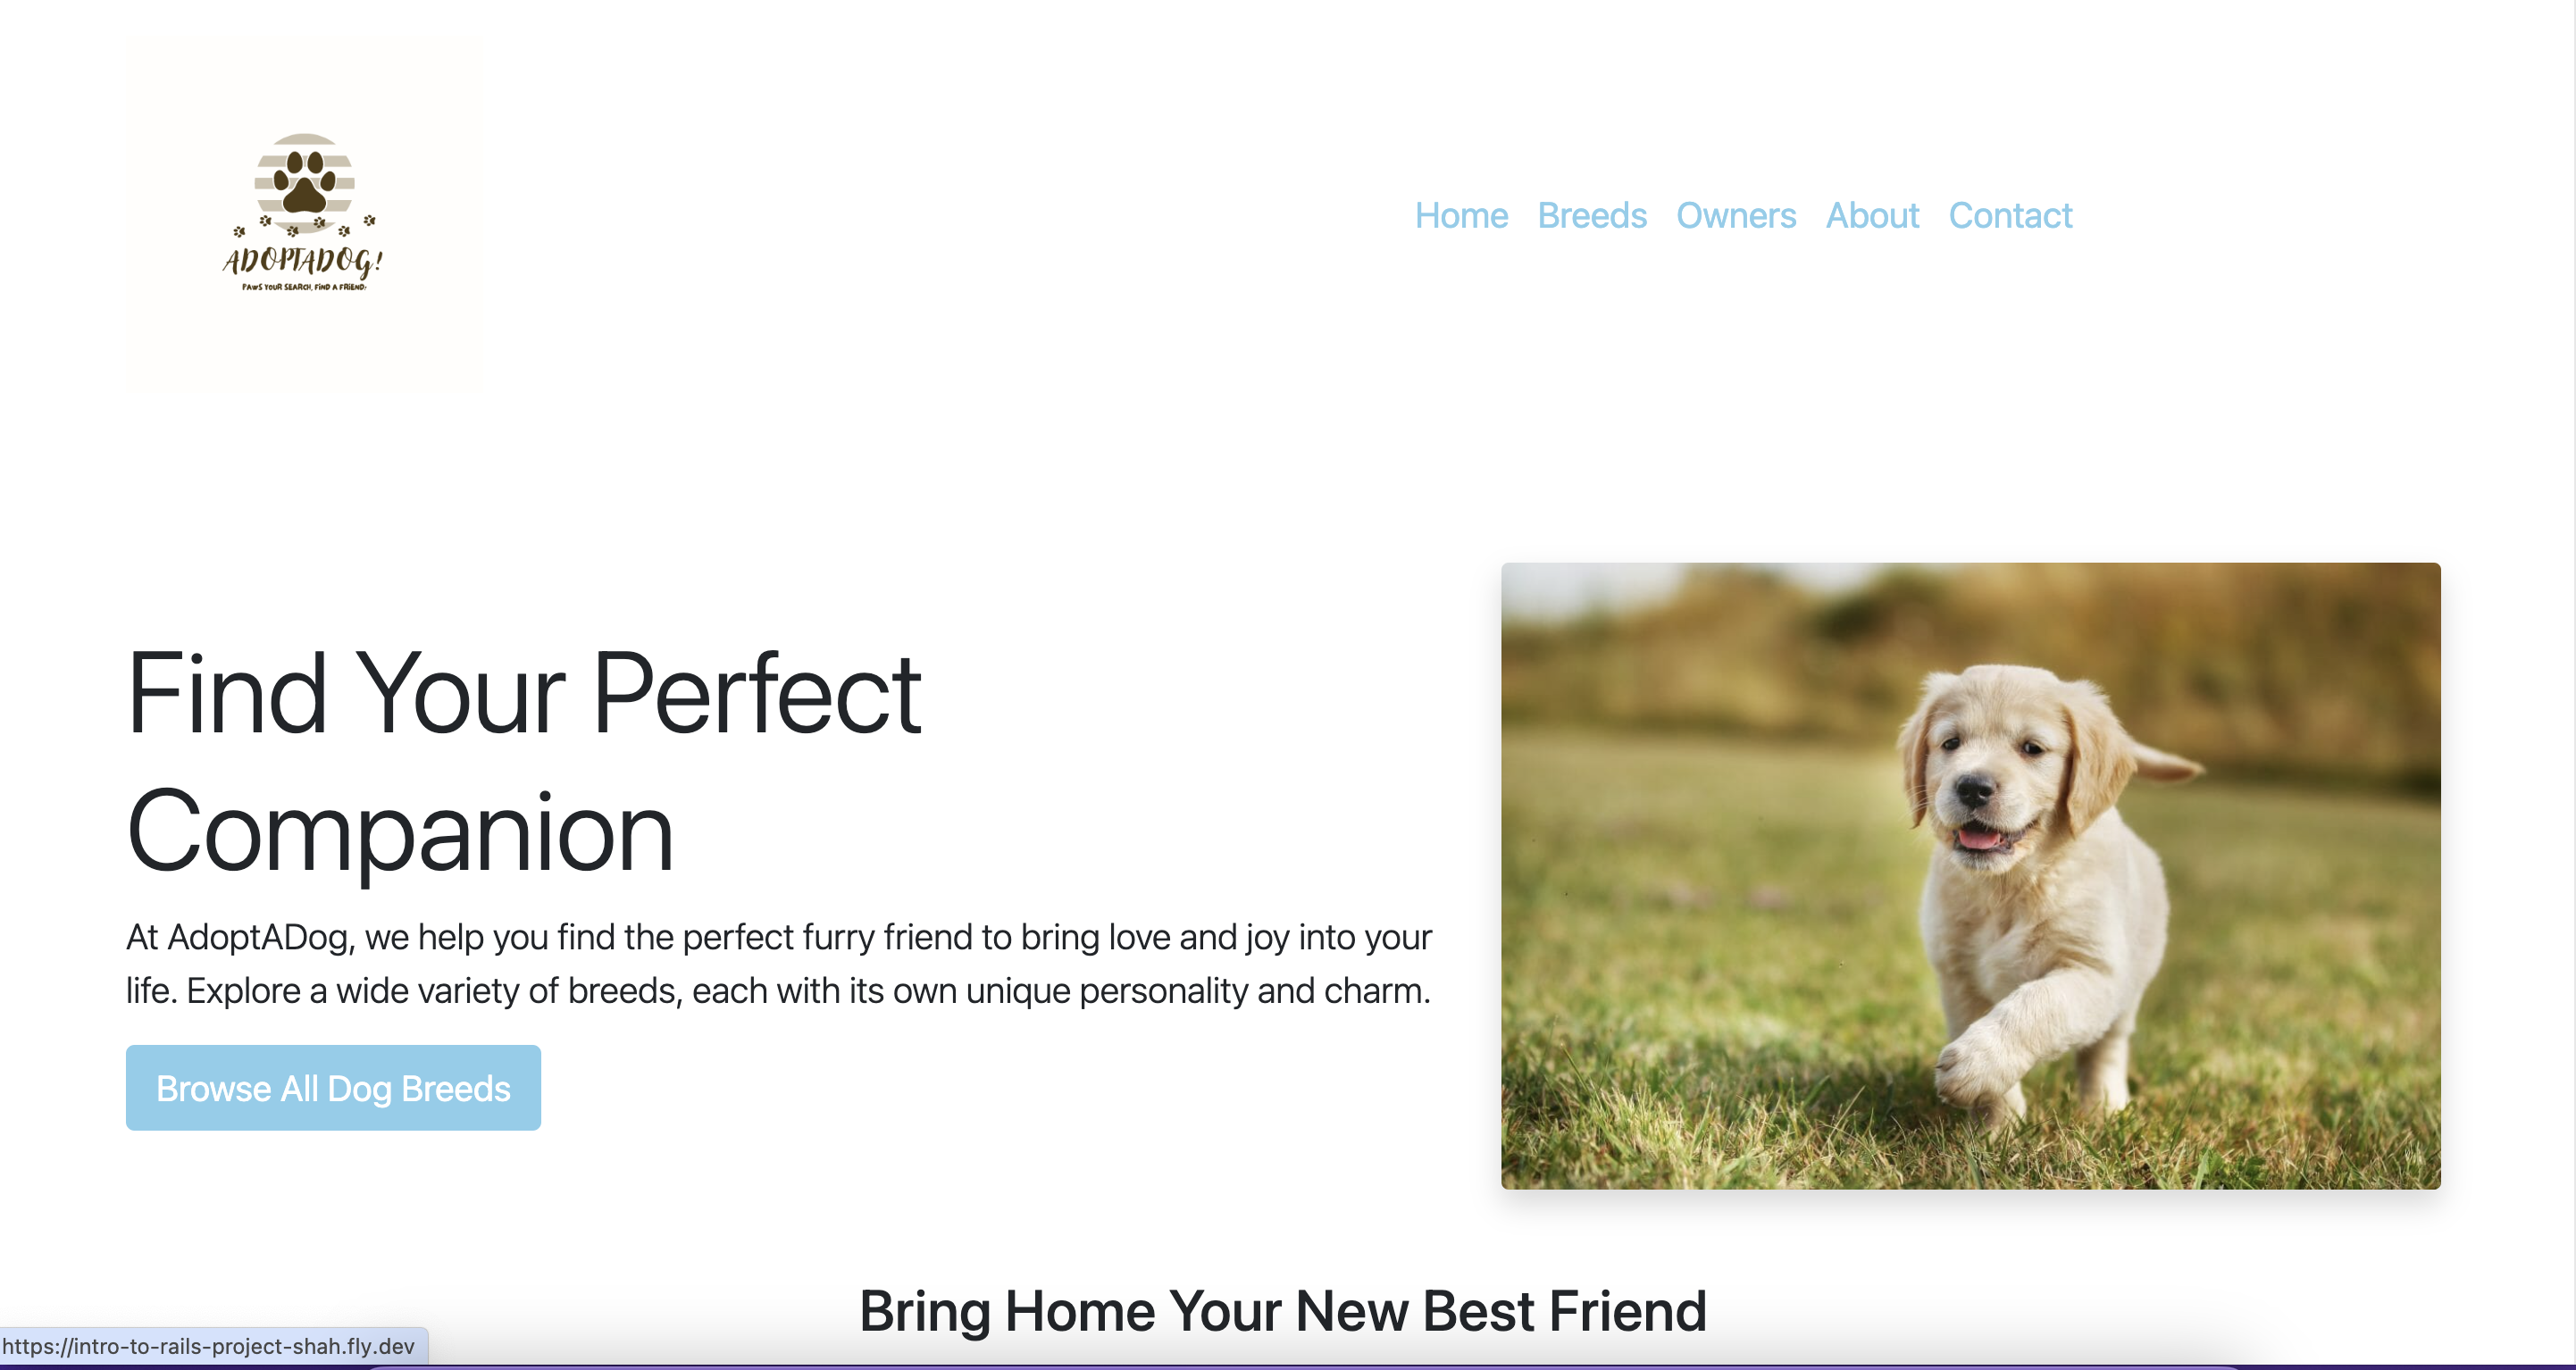 ADOPTADOG!
PAWS YOUR SEARCH, FIND A FRIEND.
Home Breeds Owners About Contact
Find Your Perfect
Companion
At AdoptADog, we help you find the perfect furry friend to bring love and joy into your
life. Explore a wide variety of breeds, each with its own unique personality and charm.
Browse All Dog Breeds
Bring Home Your New Best Friend
https://intro-to-rails-project-shah.fly.dev